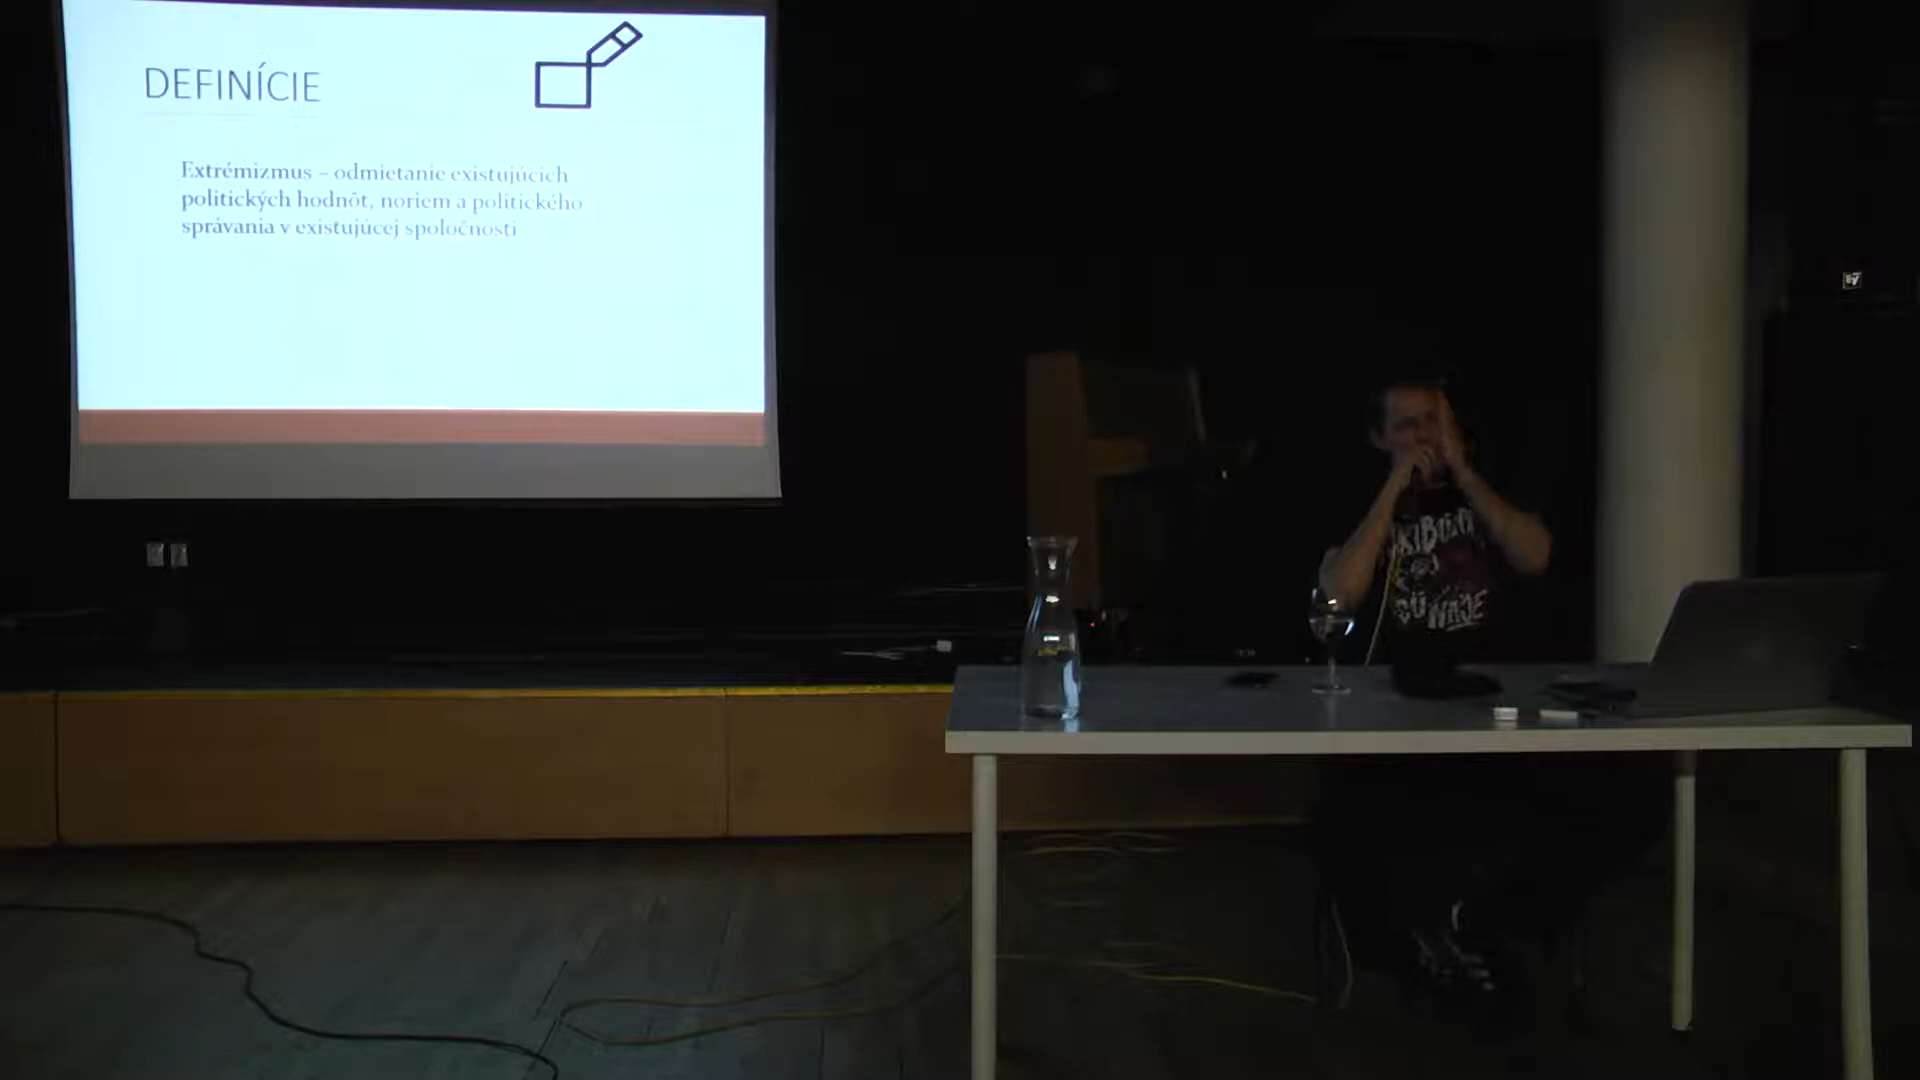 DEFINÍCIE
Extrémizmus – odmietanie existujúcich
politických hodnôt, noriem a politického
správania v existujúcej spoločnosti